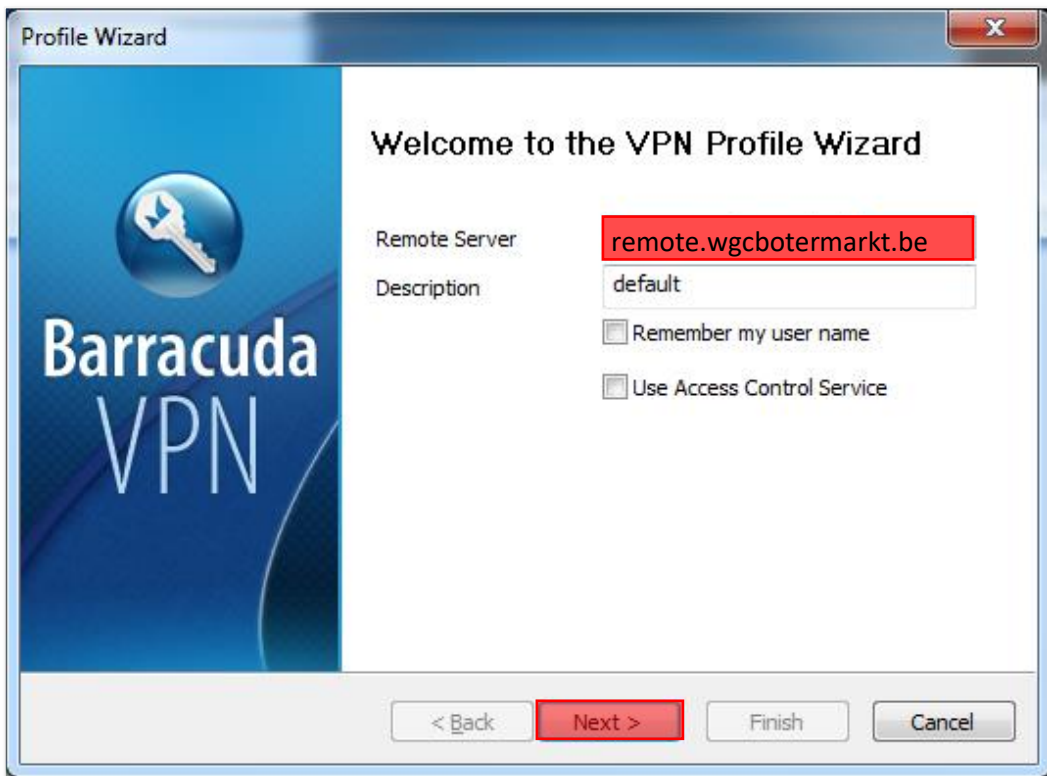 Profile Wizard
Welcome to the VPN Profile Wizard
Remote Server
remote.wgcbotermarkt.be
Description
default
Remember my user name
Use Access Control Service
Barracuda
VPN
< Back
Next >
Finish
Cancel